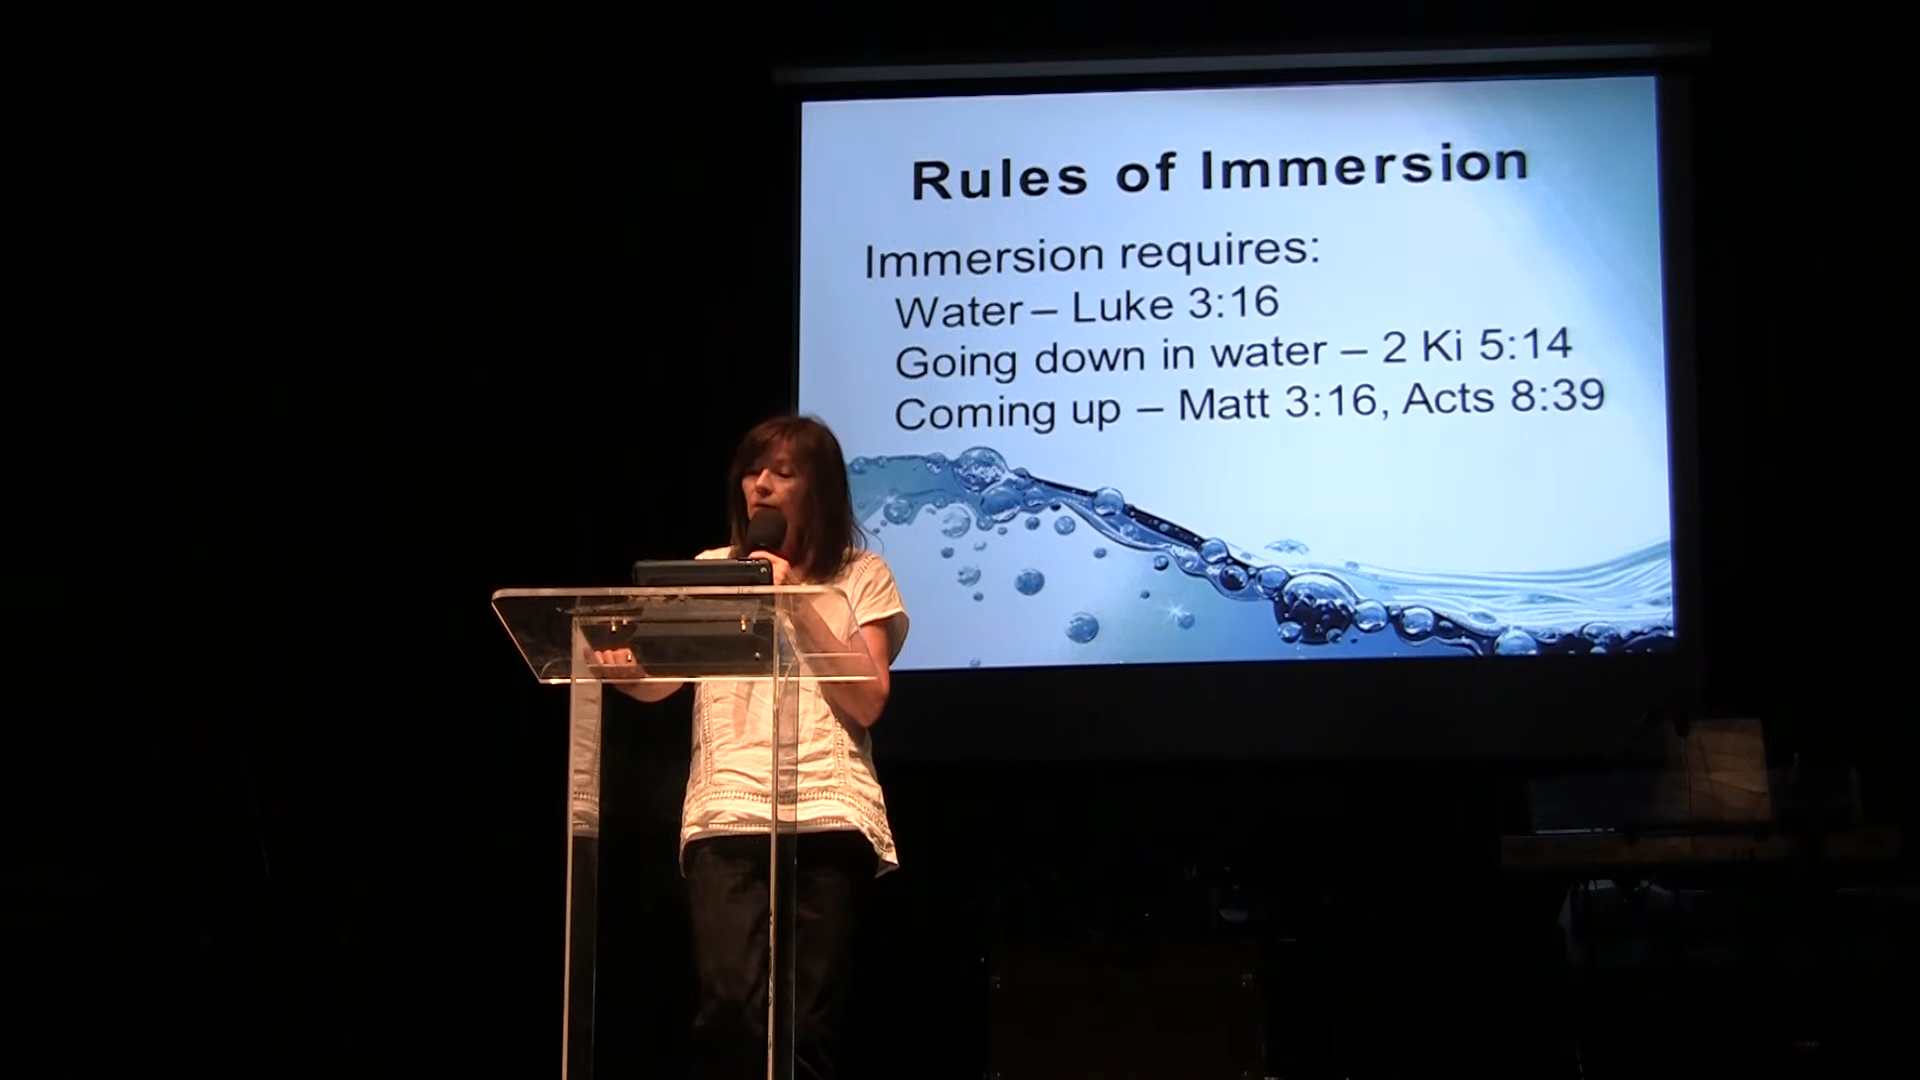 Rules of Immersion
Immersion requires:
Water – Luke 3:16
Going down in water – 2 Ki 5:14
Coming up – Matt 3:16, Acts 8:39